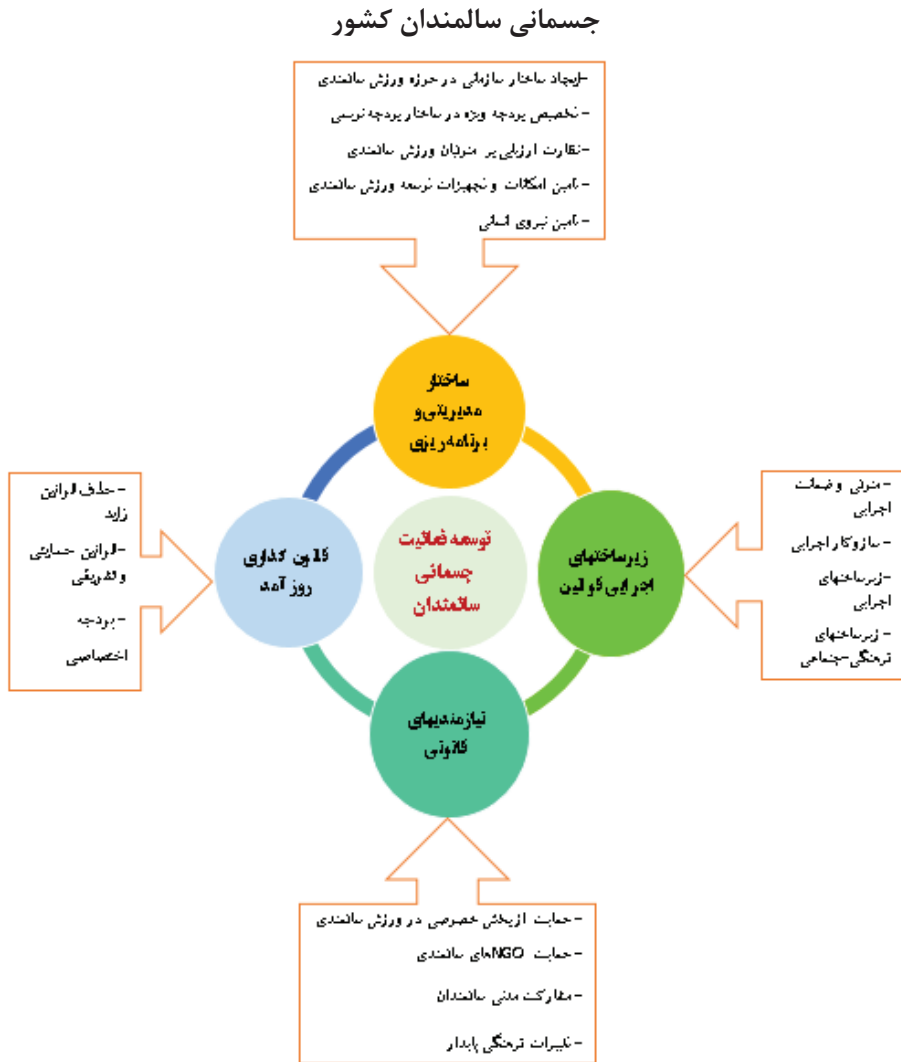 جسمانی سالمندان کشور
-ایجاد ساختار سازمانی در حوزه ورزش سالمندی
- تخصیص بودجه ویژه در ساختار بودجه نویسی
-نظارت ارزیابی بر متولیان ورزش سالمندی
- تامین امکانات و تجهیزات توسعه ورزش سالمندی
- تامین نیروی انسانی
ساختار
مدیریتی و
برنامه ریزی
- حذف قوانین
زاید
-قوانین حمایتی
و تشویقی
- بودجه
اختصاصی
قانون گذاری
روز آمد
توسعه فعالیت
جسمانی
سالمندان
زیرساختهای
اجرایی قوانین
- متولی و ضمانت
اجرایی
- سازوکار اجرایی
-زیرساختهای
اجرایی
- زیرساختهای
فرهنگی-جتماعی
نیازمندیهای
قانونی
- حمایت از بخش خصوصی در ورزش سالمندی
- حمایت NGOهای سالمندی
- مشارکت مدنی سالمندان
- تغییرات فرهنگی پایدار